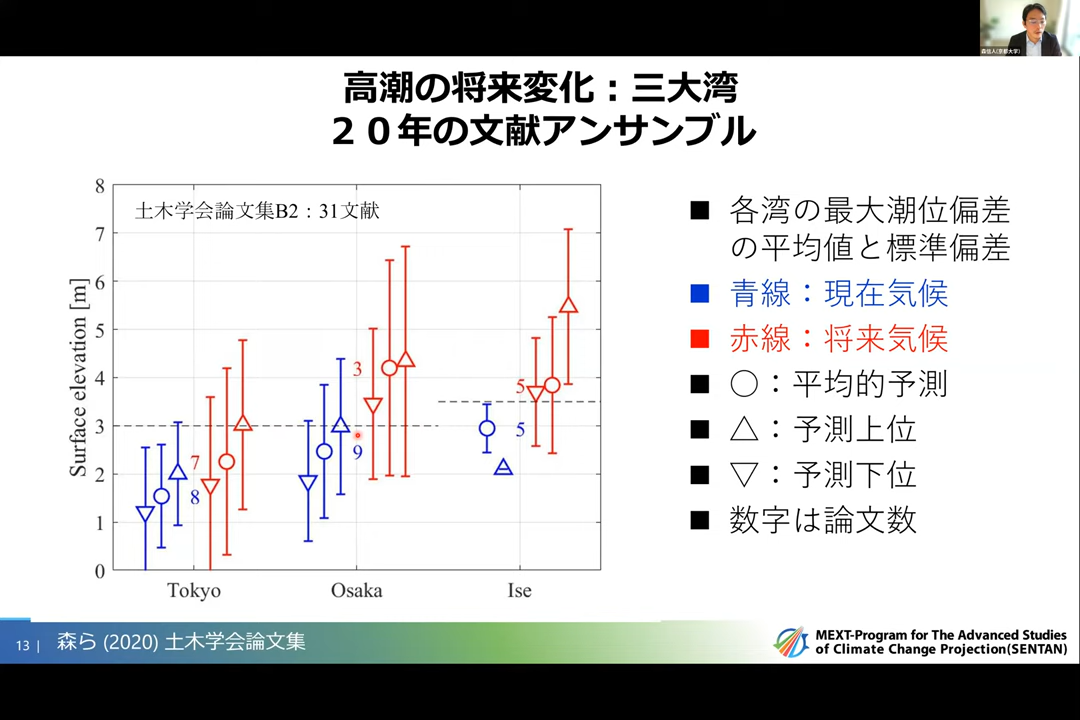 森信人(京都大学)
高潮の将来変化：三大湾
２０年の文献アンサンブル
土木学会論文集B2：31文献
Surface elevation [m]
8
7
6
5
4
3
2
1
0
7
8
3
9
5
5
Tokyo
Osaka
Ise
■ 各湾の最大潮位偏差
の平均値と標準偏差
■ 青線：現在気候
■ 赤線：将来気候
■ ○：平均的予測
■ △：予測上位
■ ▽：予測下位
■ 数字は論文数
13 |
森ら (2020) 土木学会論文集
MEXT-Program for The Advanced Studies
of Climate Change Projection(SENTAN)